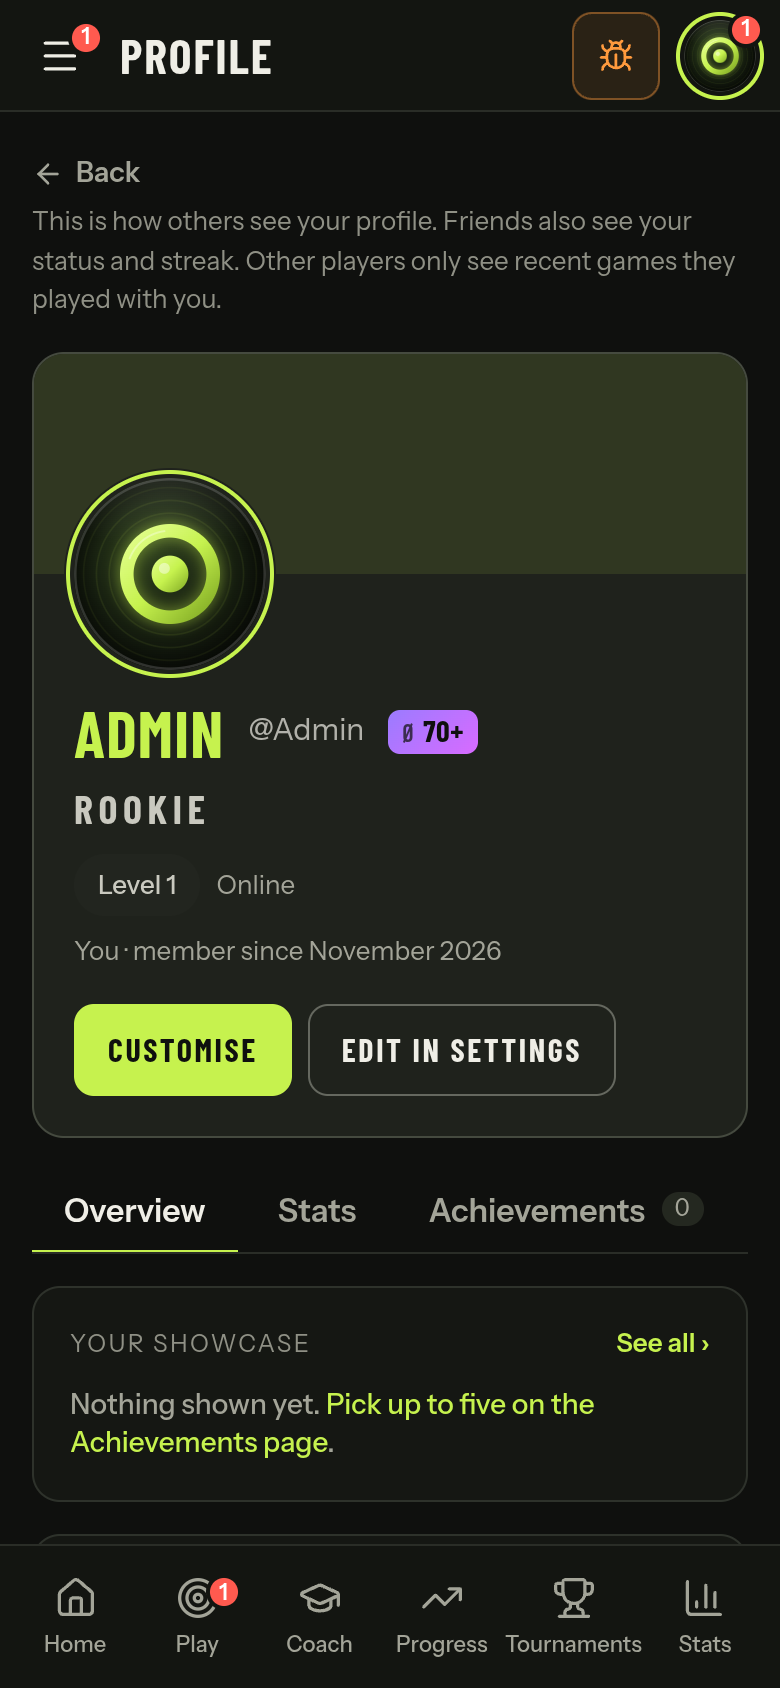 1
PROFILE
1
Back
This is how others see your profile. Friends also see your
status and streak. Other players only see recent games they
played with you.
ADMIN @Admin Ø 70+
ROOKIE
Level 1 Online
You · member since November 2026
CUSTOMISE EDIT IN SETTINGS
Overview Stats Achievements 0
YOUR SHOWCASE See all ›
Nothing shown yet. Pick up to five on the
Achievements page.
1
Home Play Coach Progress Tournaments Stats